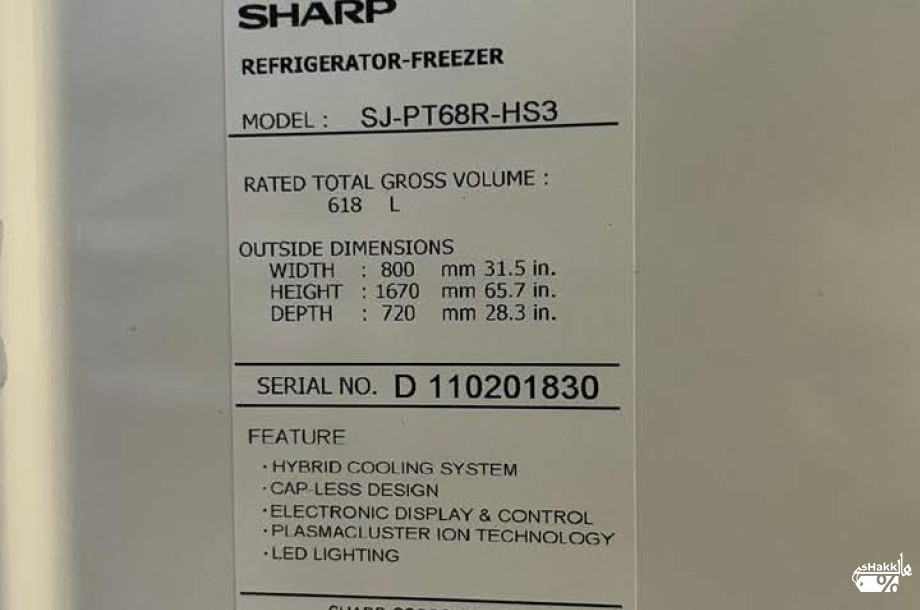 SHARP
REFRIGERATOR-FREEZER
MODEL : SJ-PT68R-HS3
RATED TOTAL GROSS VOLUME :
618 L
OUTSIDE DIMENSIONS
WIDTH : 800 mm 31.5 in.
HEIGHT : 1670 mm 65.7 in.
DEPTH : 720 mm 28.3 in.
SERIAL NO. D 110201830
FEATURE
·HYBRID COOLING SYSTEM
·CAP-LESS DESIGN
·ELECTRONIC DISPLAY & CONTROL
·PLASMACLUSTER ION TECHNOLOGY
·LED LIGHTING
sHakk
%